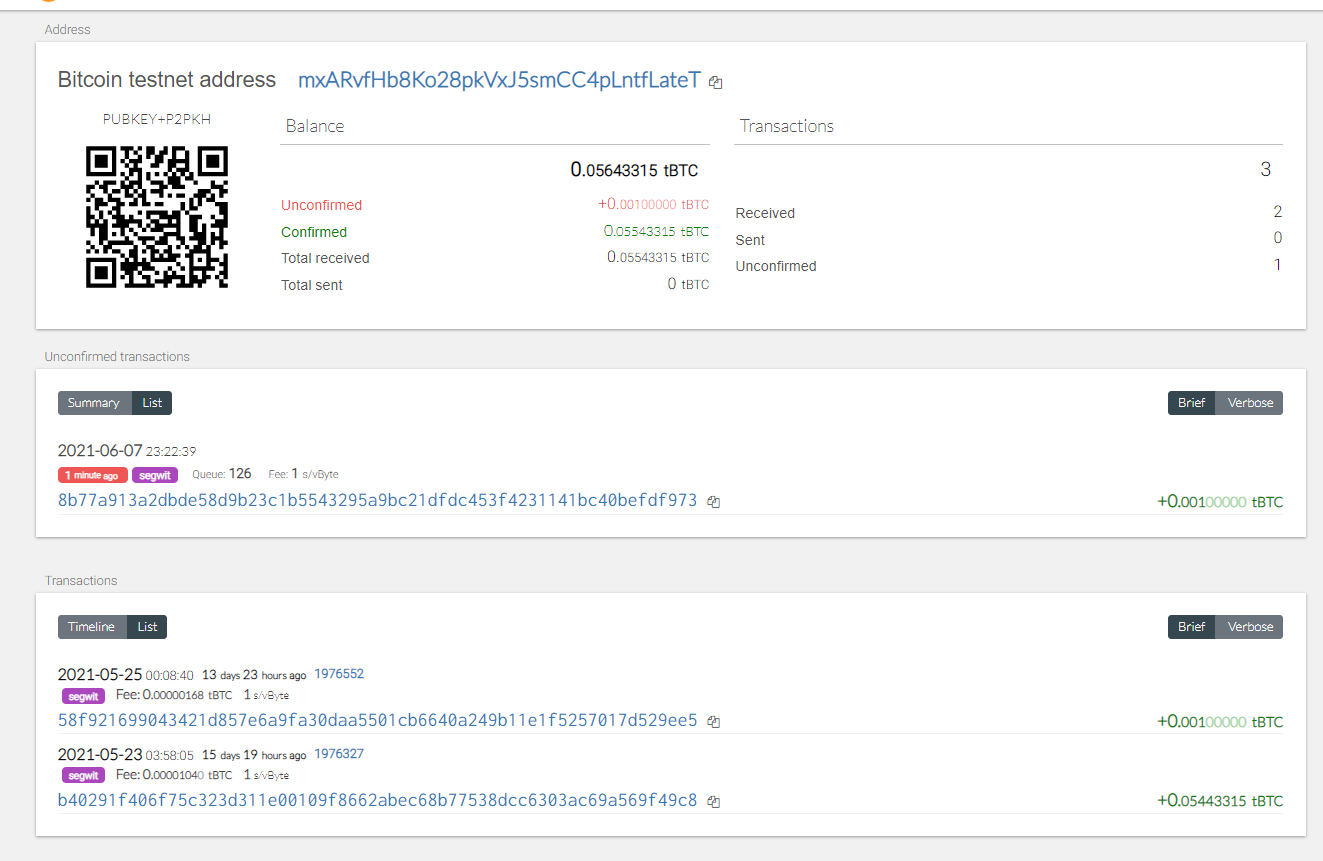 Address
Bitcoin testnet address mxARvfHb8Ko28pkVxJ5smCC4pLntfLateT
PUBKEY+P2PKH
Balance
0.05643315 tBTC
Unconfirmed +0.00100000 tBTC
Confirmed 0.05543315 tBTC
Total received 0.05543315 tBTC
Total sent 0 tBTC
Transactions
3
Received 2
Sent 0
Unconfirmed 1
Unconfirmed transactions
Summary List Brief Verbose
2021-06-07 23:22:39
1 minute ago segwit Queue: 126 Fee: 1 s/vByte
8b77a913a2dbde58d9b23c1b5543295a9bc21dfdc453f4231141bc40befdf973 +0.00100000 tBTC
Transactions
Timeline List Brief Verbose
2021-05-25 00:08:40 13 days 23 hours ago 1976552
segwit Fee: 0.00000168 tBTC 1 s/vByte
58f921699043421d857e6a9fa30daa5501cb6640a249b11e1f5257017d529ee5 +0.00100000 tBTC
2021-05-23 03:58:05 15 days 19 hours ago 1976327
segwit Fee: 0.00001040 tBTC 1 s/vByte
b40291f406f75c323d311e00109f8662abec68b77538dcc6303ac69a569f49c8 +0.05443315 tBTC